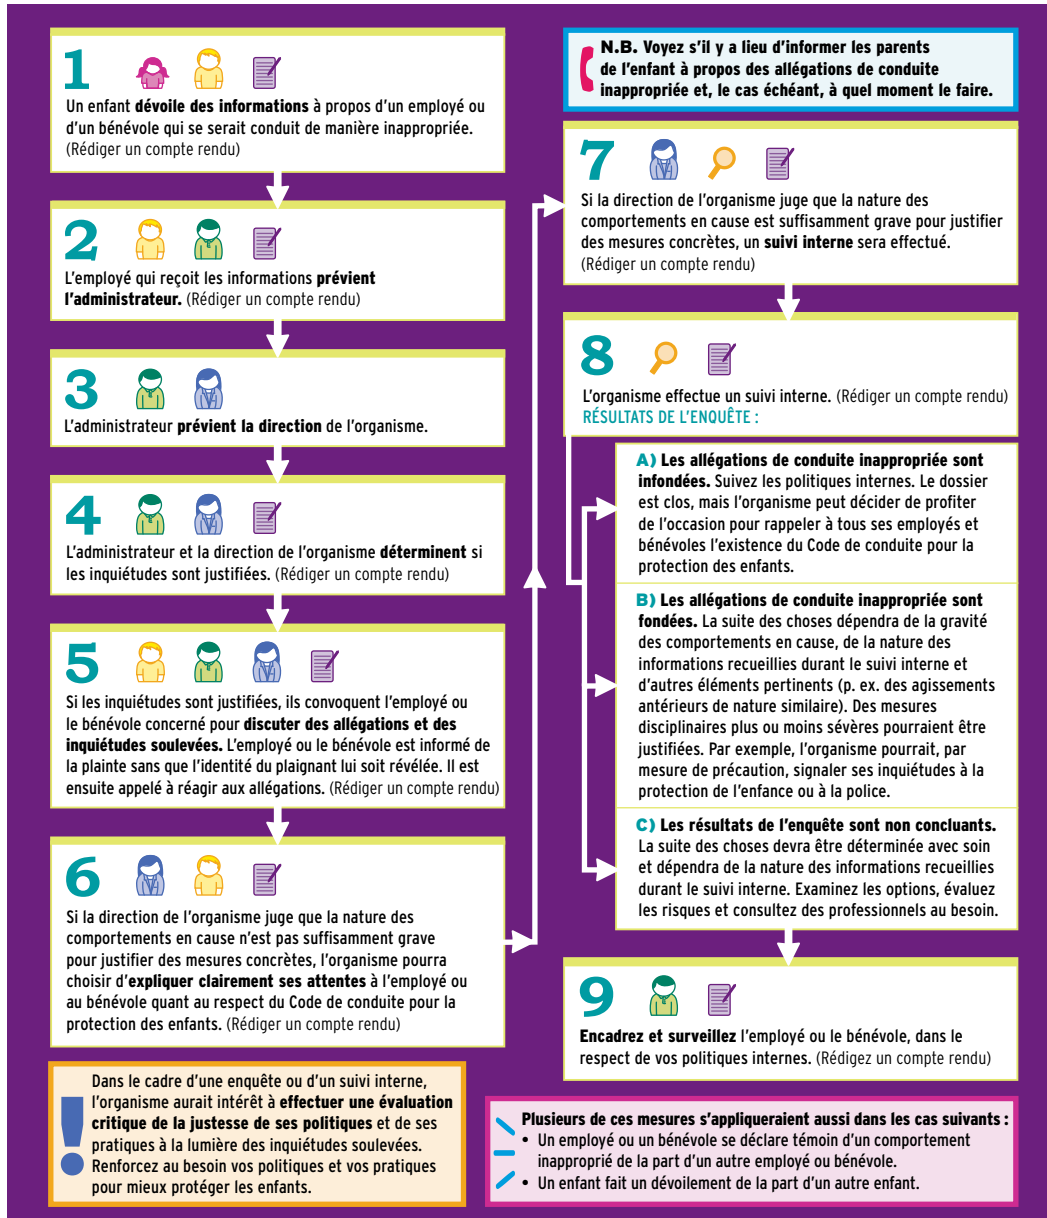 1
Un enfant dévoile des informations à propos d'un employé ou
d'un bénévole qui se serait conduit de manière inappropriée.
(Rédiger un compte rendu)
2
L'employé qui reçoit les informations prévient
l'administrateur. (Rédiger un compte rendu)
3
L'administrateur prévient la direction de l'organisme.
4
L'administrateur et la direction de l'organisme déterminent si
les inquiétudes sont justifiées. (Rédiger un compte rendu)
5
Si les inquiétudes sont justifiées, ils convoquent l'employé ou
le bénévole concerné pour discuter des allégations et des
inquiétudes soulevées. L'employé ou le bénévole est informé de
la plainte sans que l'identité du plaignant lui soit révélée. Il est
ensuite appelé à réagir aux allégations. (Rédiger un compte rendu)
6
Si la direction de l'organisme juge que la nature des
comportements en cause n'est pas suffisamment grave
pour justifier des mesures concrètes, l'organisme pourra
choisir d'expliquer clairement ses attentes à l'employé ou
au bénévole quant au respect du Code de conduite pour la
protection des enfants. (Rédiger un compte rendu)
Dans le cadre d'une enquête ou d'un suivi interne,
l'organisme aurait intérêt à effectuer une évaluation
critique de la justesse de ses politiques et de ses
pratiques à la lumière des inquiétudes soulevées.
Renforcez au besoin vos politiques et vos pratiques
pour mieux protéger les enfants.
N.B. Voyez s'il y a lieu d'informer les parents
de l'enfant à propos des allégations de conduite
inappropriée et, le cas échéant, à quel moment le faire.
7
Si la direction de l'organisme juge que la nature des
comportements en cause est suffisamment grave pour justifier
des mesures concrètes, un suivi interne sera effectué.
(Rédiger un compte rendu)
8
L'organisme effectue un suivi interne. (Rédiger un compte rendu)
RÉSULTATS DE L'ENQUÊTE :
A) Les allégations de conduite inappropriée sont
infondées. Suivez les politiques internes. Le dossier
est clos, mais l'organisme peut décider de profiter
de l'occasion pour rappeler à tous ses employés et
bénévoles l'existence du Code de conduite pour la
protection des enfants.
B) Les allégations de conduite inappropriée sont
fondées. La suite des choses dépendra de la gravité
des comportements en cause, de la nature des
informations recueillies durant le suivi interne et
d'autres éléments pertinents (p. ex. des agissements
antérieurs de nature similaire). Des mesures
disciplinaires plus ou moins sévères pourraient être
justifiées. Par exemple, l'organisme pourrait, par
mesure de précaution, signaler ses inquiétudes à la
protection de l'enfance ou à la police.
C) Les résultats de l'enquête sont non concluants.
La suite des choses devra être déterminée avec soin
et dépendra de la nature des informations recueillies
durant le suivi interne. Examinez les options, évaluez
les risques et consultez des professionnels au besoin.
9
Encadrez et surveillez l'employé ou le bénévole, dans le
respect de vos politiques internes. (Rédigez un compte rendu)
Plusieurs de ces mesures s'appliqueraient aussi dans les cas suivants :
• Un employé ou un bénévole se déclare témoin d'un comportement
inapproprié de la part d'un autre employé ou bénévole.
• Un enfant fait un dévoilement de la part d'un autre enfant.